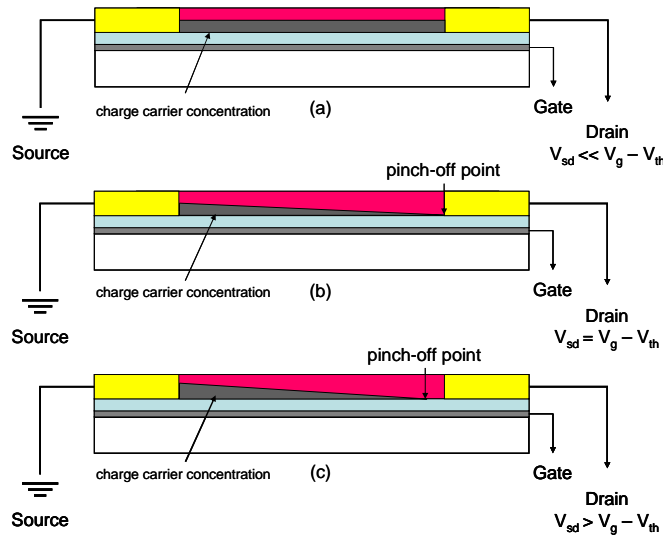 charge carrier concentration
(a)
Gate
Source
Drain
V_sd << V_g – V_th
pinch-off point
charge carrier concentration
(b)
Gate
Source
Drain
V_sd = V_g – V_th
pinch-off point
charge carrier concentration
(c)
Gate
Source
Drain
V_sd > V_g – V_th